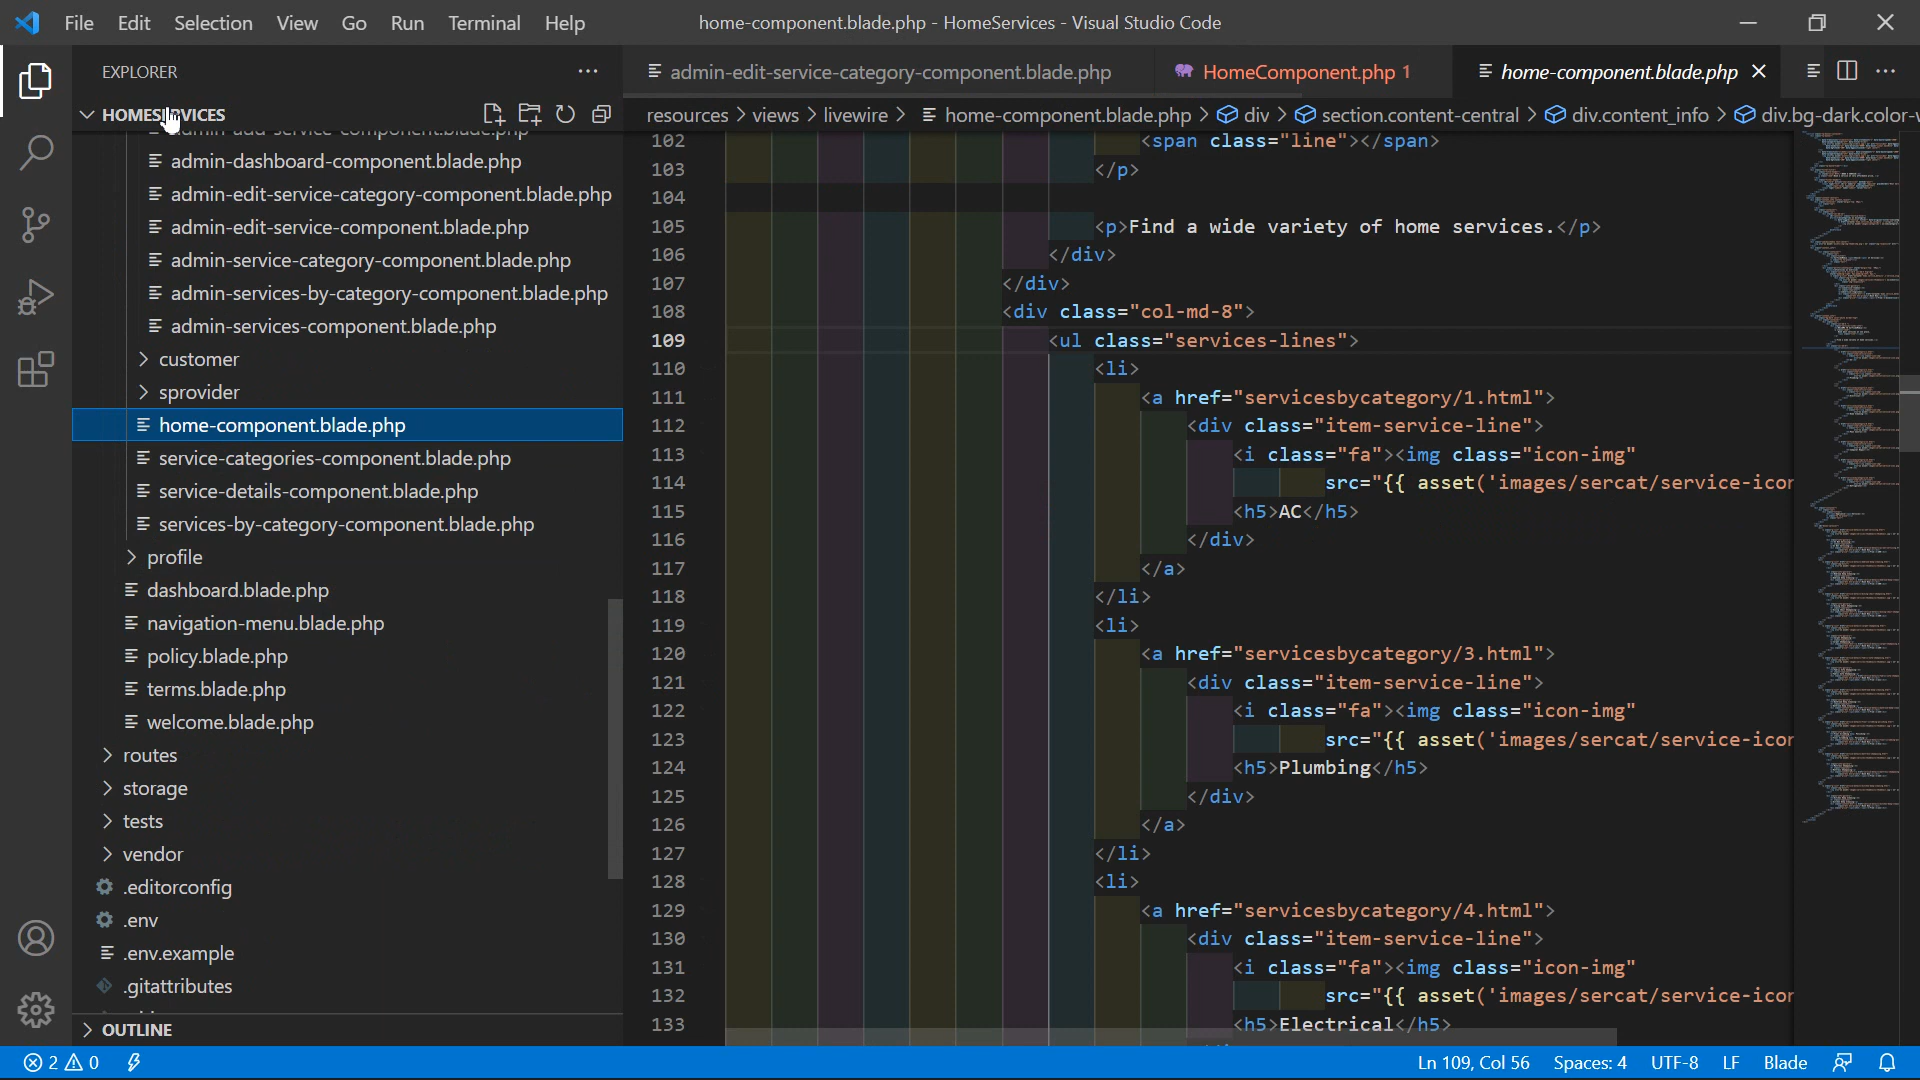 File Edit Selection View Go Run Terminal Help
home-component.blade.php - HomeServices - Visual Studio Code
EXPLORER
HOMESERVICES
admin-add-service-component.blade.php
admin-dashboard-component.blade.php
admin-edit-service-category-component.blade.php
admin-edit-service-component.blade.php
admin-service-category-component.blade.php
admin-services-by-category-component.blade.php
admin-services-component.blade.php
customer
sprovider
home-component.blade.php
service-categories-component.blade.php
service-details-component.blade.php
services-by-category-component.blade.php
profile
dashboard.blade.php
navigation-menu.blade.php
policy.blade.php
terms.blade.php
welcome.blade.php
routes
storage
tests
vendor
.editorconfig
.env
.env.example
.gitattributes
OUTLINE
admin-edit-service-category-component.blade.php HomeComponent.php 1 home-component.blade.php
resources > views > livewire > home-component.blade.php > div > section.content-central > div.content_info > div.bg-dark.color-w
102 <span class="line"></span>
103 </p>
104
105 <p>Find a wide variety of home services.</p>
106 </div>
107 </div>
108 <div class="col-md-8">
109 <ul class="services-lines">
110 <li>
111 <a href="servicesbycategory/1.html">
112 <div class="item-service-line">
113 <i class="fa"><img class="icon-img"
114 src="{{ asset('images/sercat/service-icon
115 <h5>AC</h5>
116 </div>
117 </a>
118 </li>
119 <li>
120 <a href="servicesbycategory/3.html">
121 <div class="item-service-line">
122 <i class="fa"><img class="icon-img"
123 src="{{ asset('images/sercat/service-icon
124 <h5>Plumbing</h5>
125 </div>
126 </a>
127 </li>
128 <li>
129 <a href="servicesbycategory/4.html">
130 <div class="item-service-line">
131 <i class="fa"><img class="icon-img"
132 src="{{ asset('images/sercat/service-icon
133 <h5>Electrical</h5>
2 0
Ln 109, Col 56 Spaces: 4 UTF-8 LF Blade